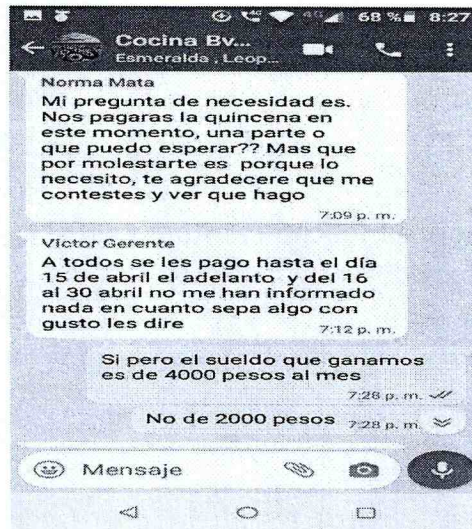 68 % 8:27
Cocina Bv...
Esmeralda , Leop...
Norma Mata
Mi pregunta de necesidad es.
Nos pagaras la quincena en
este momento, una parte o
que puedo esperar?? Mas que
por molestarte es porque lo
necesito, te agradecere que me
contestes y ver que hago
7:09 p. m.
Victor Gerente
A todos se les pago hasta el día
15 de abril el adelanto y del 16
al 30 abril no me han informado
nada en cuanto sepa algo con
gusto les dire
7:12 p. m.
Si pero el sueldo que ganamos
es de 4000 pesos al mes
7:28 p. m.
No de 2000 pesos 7:28 p. m.
Mensaje